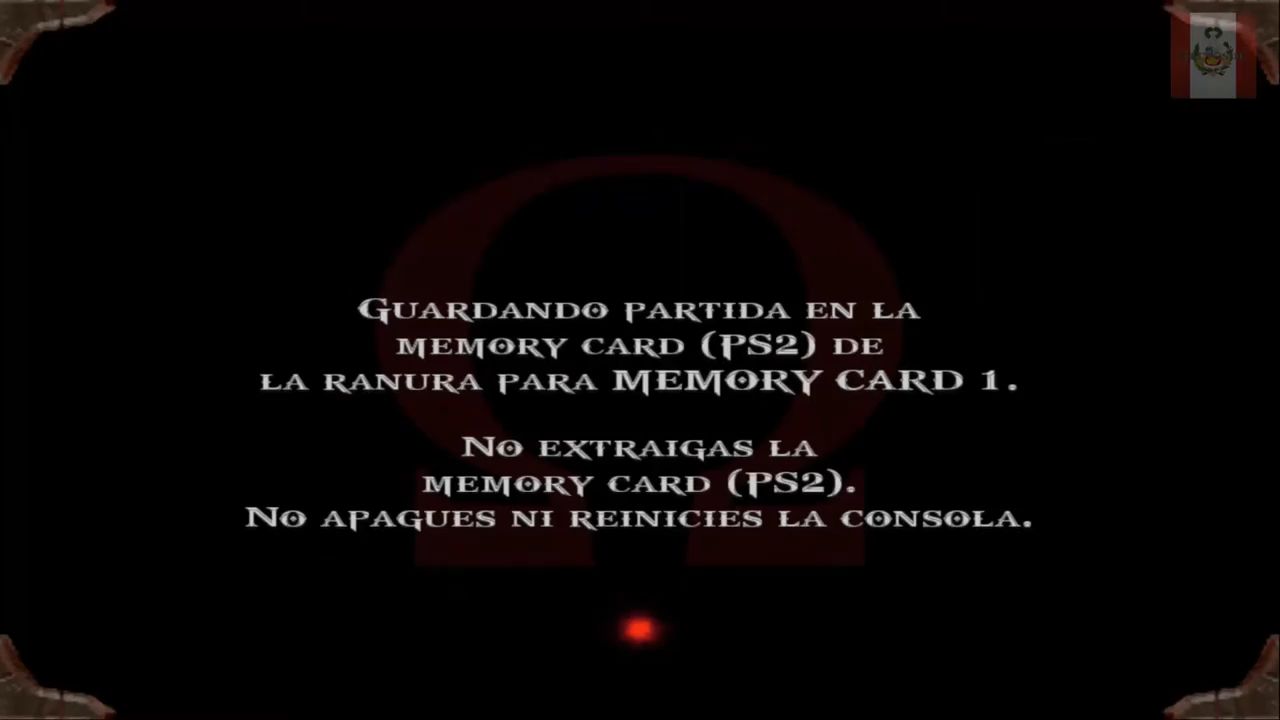 Guardando partida en la
memory card (PS2) de
la ranura para MEMORY CARD 1.
No extraigas la
memory card (PS2).
No apagues ni reinicies la consola.